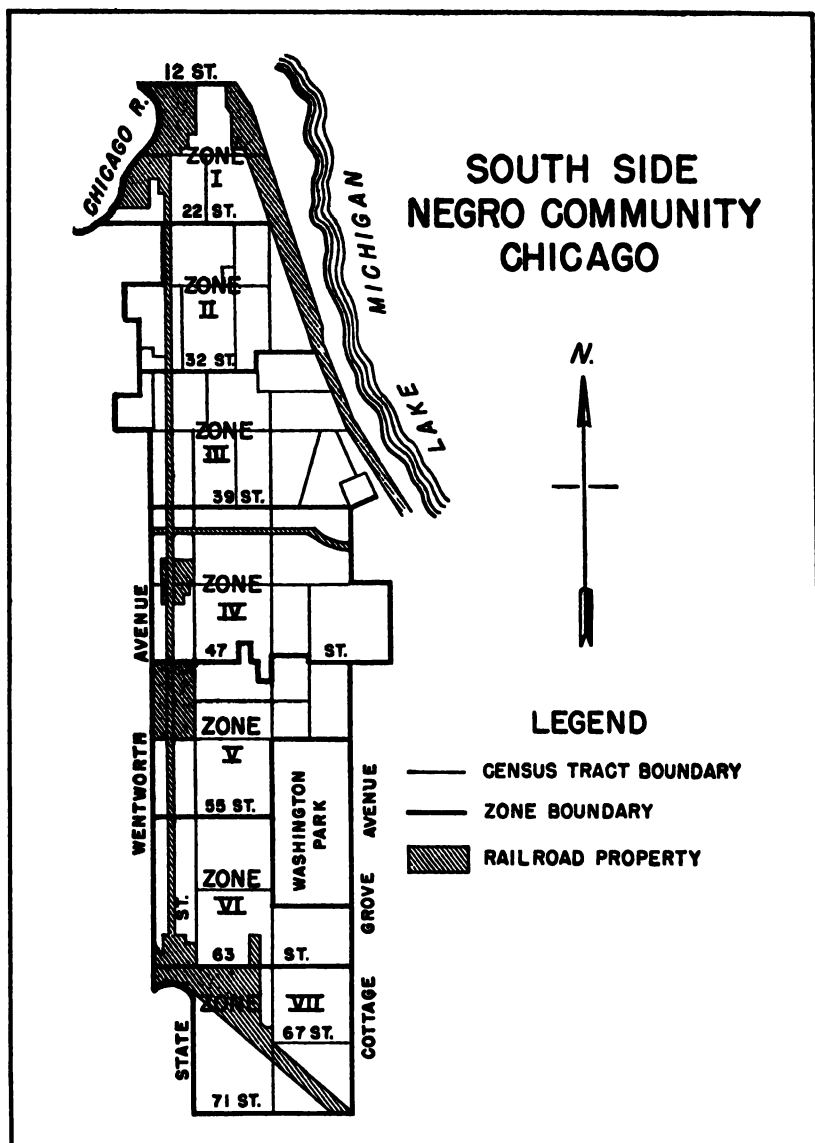 12 ST.
CHICAGO R.
ZONE
I
22 ST.
SOUTH SIDE
NEGRO COMMUNITY
CHICAGO
LAKE MICHIGAN
ZONE
II
32 ST.
N.
ZONE
III
39 ST.
ZONE
IV
47 ST.
WENTWORTH AVENUE
ZONE
V
55 ST.
WASHINGTON
PARK
COTTAGE GROVE AVENUE
LEGEND
CENSUS TRACT BOUNDARY
ZONE BOUNDARY
RAILROAD PROPERTY
ZONE
VI
63 ST.
STATE ST.
ZONE VII
67 ST.
71 ST.